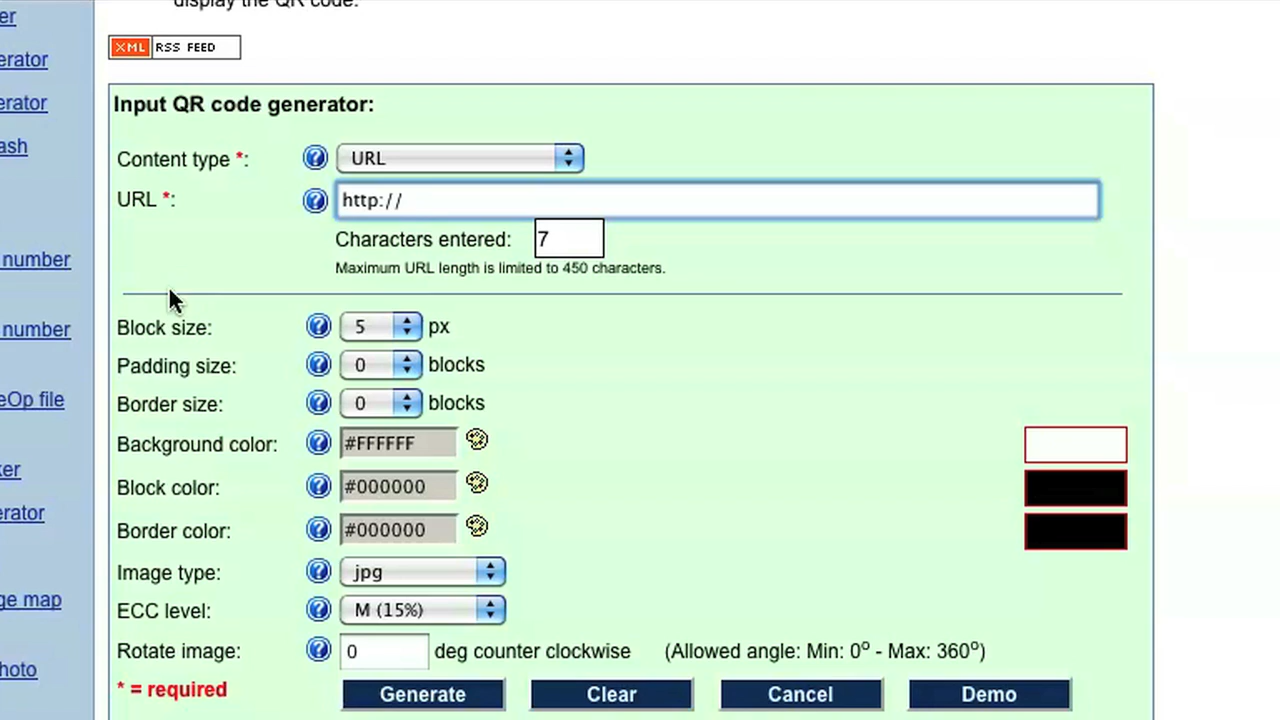 display the QR code.
er
XML RSS FEED
erator
erator
ash
number
number
eOp file
ker
erator
ge map
hoto
Input QR code generator:
Content type *: URL
URL *: http://
Characters entered: 7
Maximum URL length is limited to 450 characters.
Block size: 5 px
Padding size: 0 blocks
Border size: 0 blocks
Background color: #FFFFFF
Block color: #000000
Border color: #000000
Image type: jpg
ECC level: M (15%)
Rotate image: 0 deg counter clockwise (Allowed angle: Min: 0º - Max: 360º)
* = required Generate Clear Cancel Demo